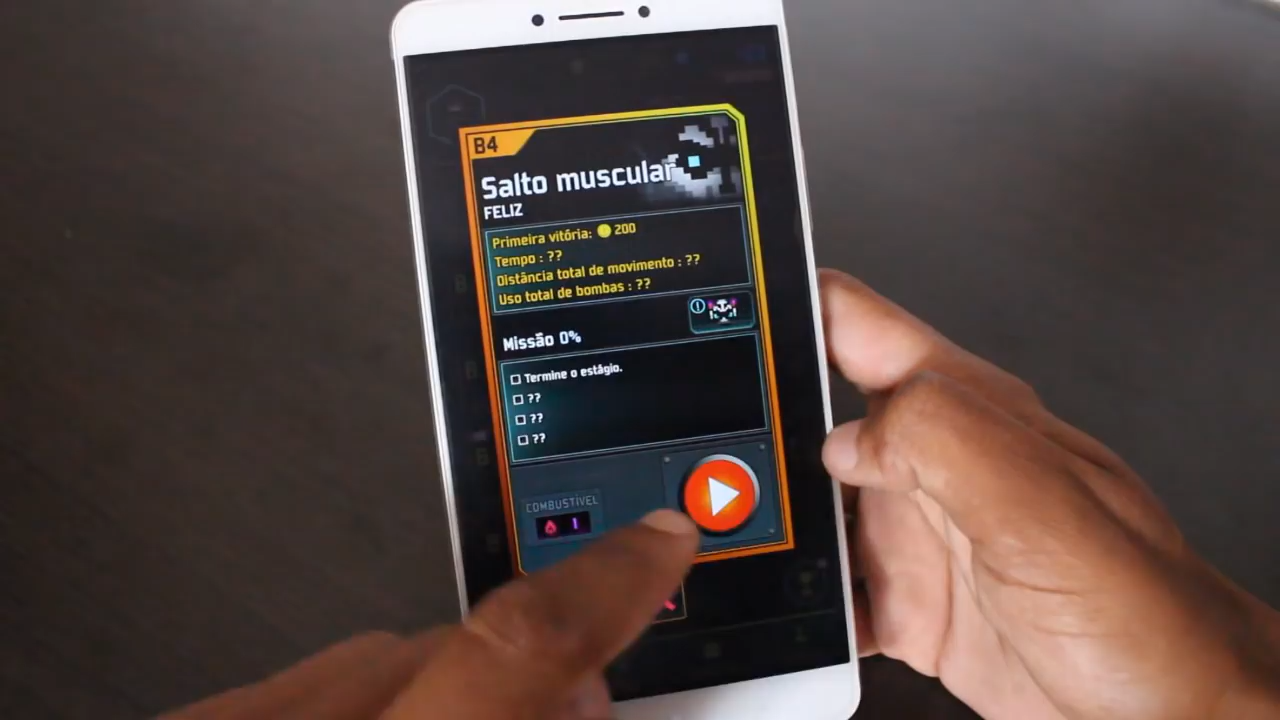 B4
Salto muscular
FELIZ
Primeira vitória: 200
Tempo : ??
Distância total de movimento : ??
Uso total de bombas : ??
Missão 0%
Termine o estágio.
??
??
??
COMBUSTÍVEL
1